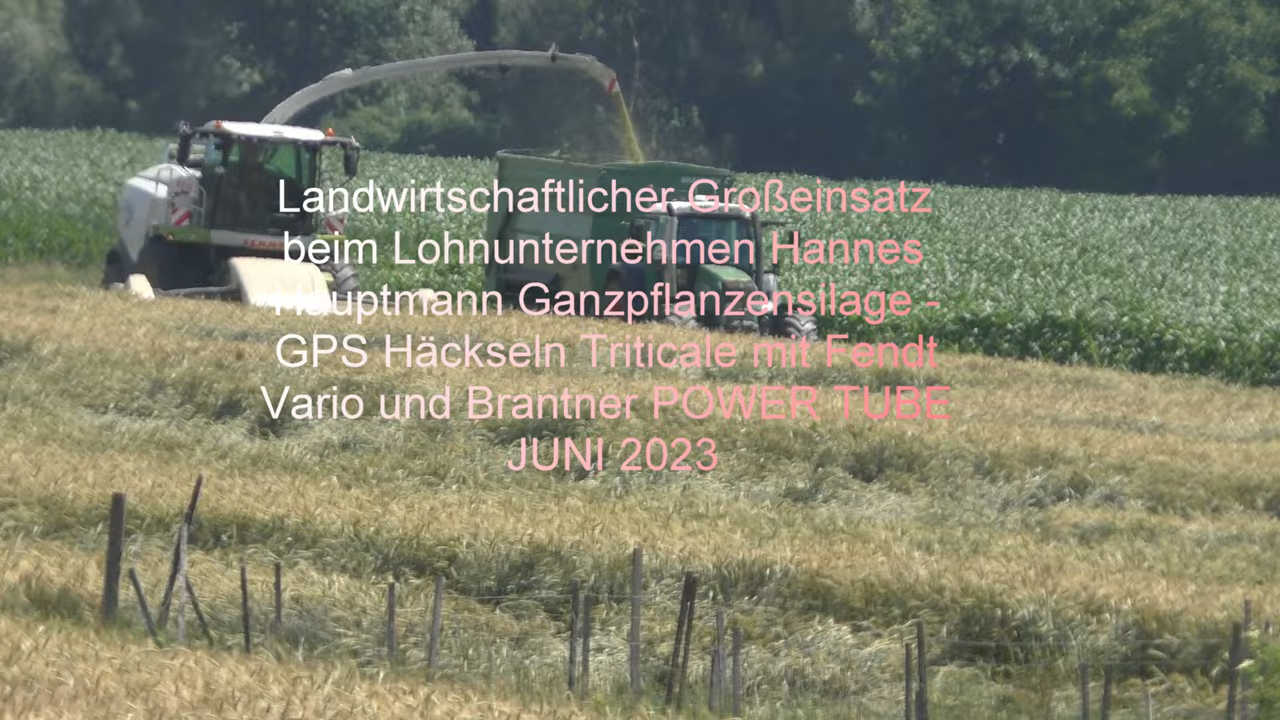 Landwirtschaftlicher Großeinsatz
beim Lohnunternehmen Hannes
Hauptmann Ganzpflanzensilage -
GPS Häckseln Triticale mit Fendt
Vario und Brantner POWER TUBE
JUNI 2023
CLAAS